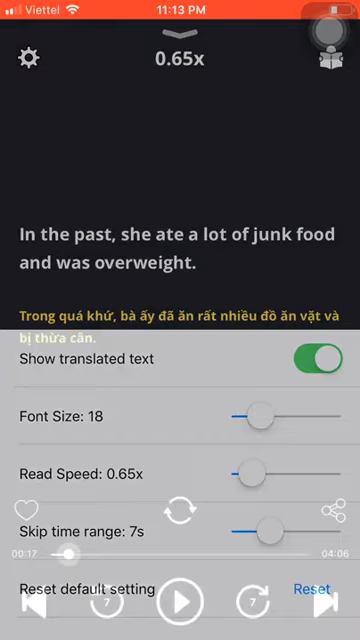 Viettel
11:13 PM
0.65x
In the past, she ate a lot of junk food
and was overweight.
Trong quá khứ, bà ấy đã ăn rất nhiều đồ ăn vặt và
bị thừa cân.
Show translated text
Font Size: 18
Read Speed: 0.65x
Skip time range: 7s
00:17
04:06
Reset default setting
Reset
7
7